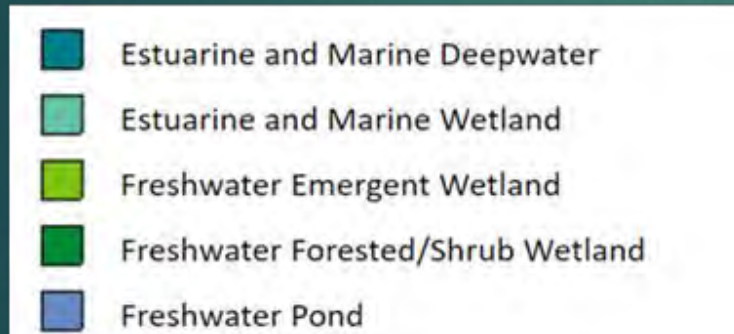 Estuarine and Marine Deepwater
Estuarine and Marine Wetland
Freshwater Emergent Wetland
Freshwater Forested/Shrub Wetland
Freshwater Pond